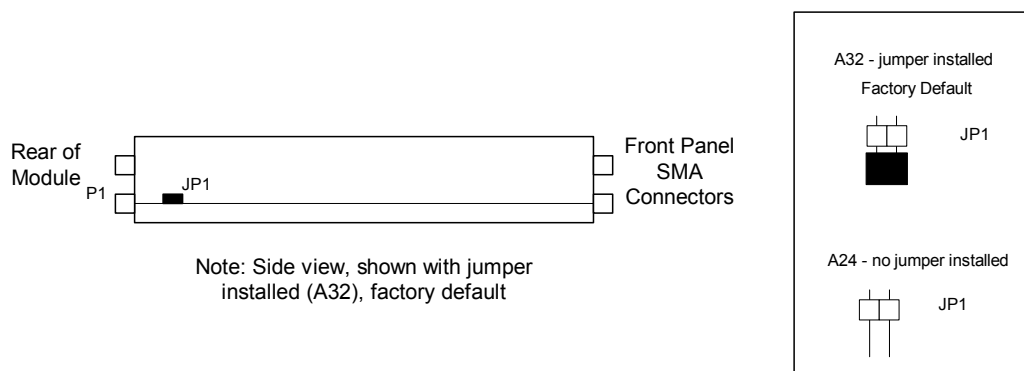 Rear of
Module
P1
JP1
Front Panel
SMA
Connectors
Note: Side view, shown with jumper
installed (A32), factory default
A32 - jumper installed
Factory Default
JP1
A24 - no jumper installed
JP1